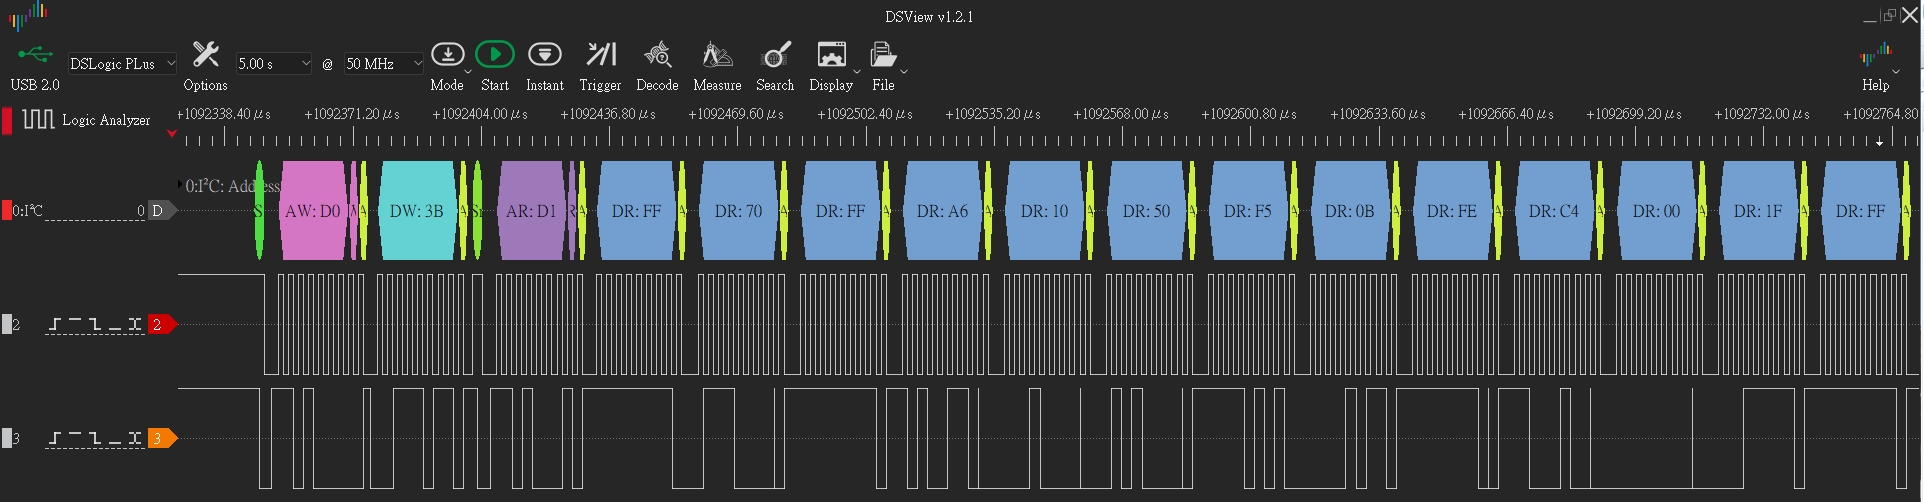 DSView v1.2.1
USB 2.0
DSLogic PLus
Options
5.00 s
@
50 MHz
Mode
Start
Instant
Trigger
Decode
Measure
Search
Display
File
Help
Logic Analyzer
+1092338.40 μs +1092371.20 μs +1092404.00 μs +1092436.80 μs +1092469.60 μs +1092502.40 μs +1092535.20 μs +1092568.00 μs +1092600.80 μs +1092633.60 μs +1092666.40 μs +1092699.20 μs +1092732.00 μs +1092764.80
0:I²C: Address
0:I²C 0 D
S AW: D0 W A DW: 3B A Sr AR: D1 R A DR: FF A DR: 70 A DR: FF A DR: A6 A DR: 10 A DR: 50 A DR: F5 A DR: 0B A DR: FE A DR: C4 A DR: 00 A DR: 1F A DR: FF A
2 2
3 3